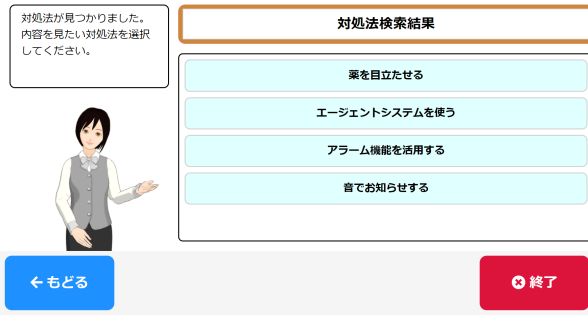 対処法が見つかりました。
内容を見たい対処法を選択
してください。
対処法検索結果
薬を目立たせる
エージェントシステムを使う
アラーム機能を活用する
音でお知らせする
もどる
終了